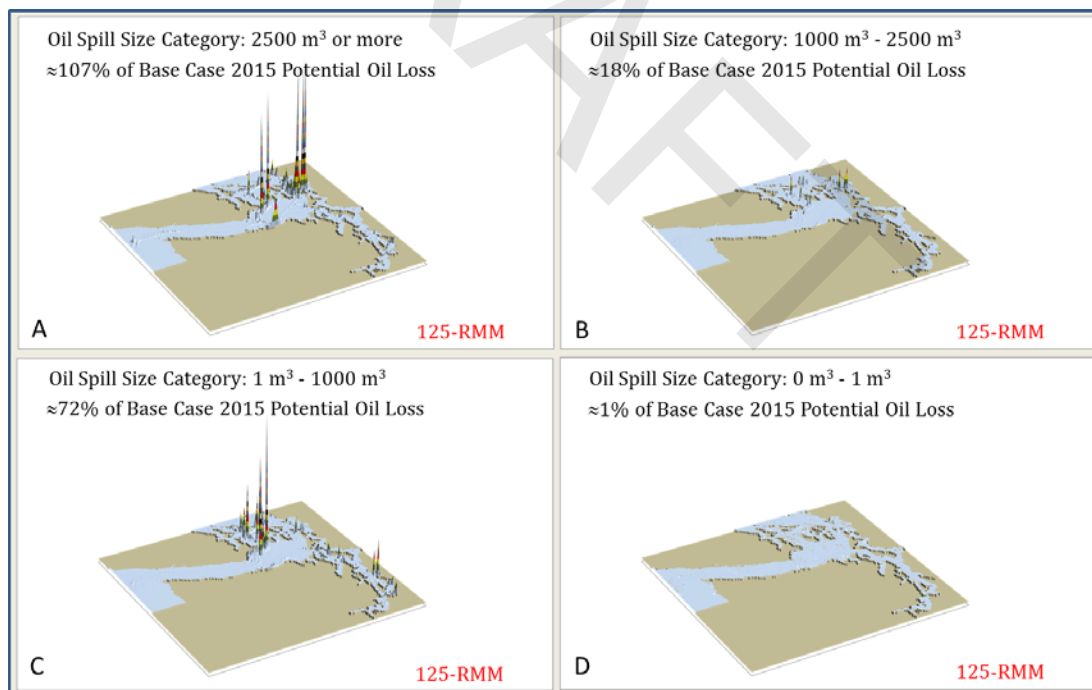 Oil Spill Size Category: 2500 m³ or more
≈107% of Base Case 2015 Potential Oil Loss
A
125-RMM
Oil Spill Size Category: 1000 m³ - 2500 m³
≈18% of Base Case 2015 Potential Oil Loss
B
125-RMM
Oil Spill Size Category: 1 m³ - 1000 m³
≈72% of Base Case 2015 Potential Oil Loss
C
125-RMM
Oil Spill Size Category: 0 m³ - 1 m³
≈1% of Base Case 2015 Potential Oil Loss
D
125-RMM